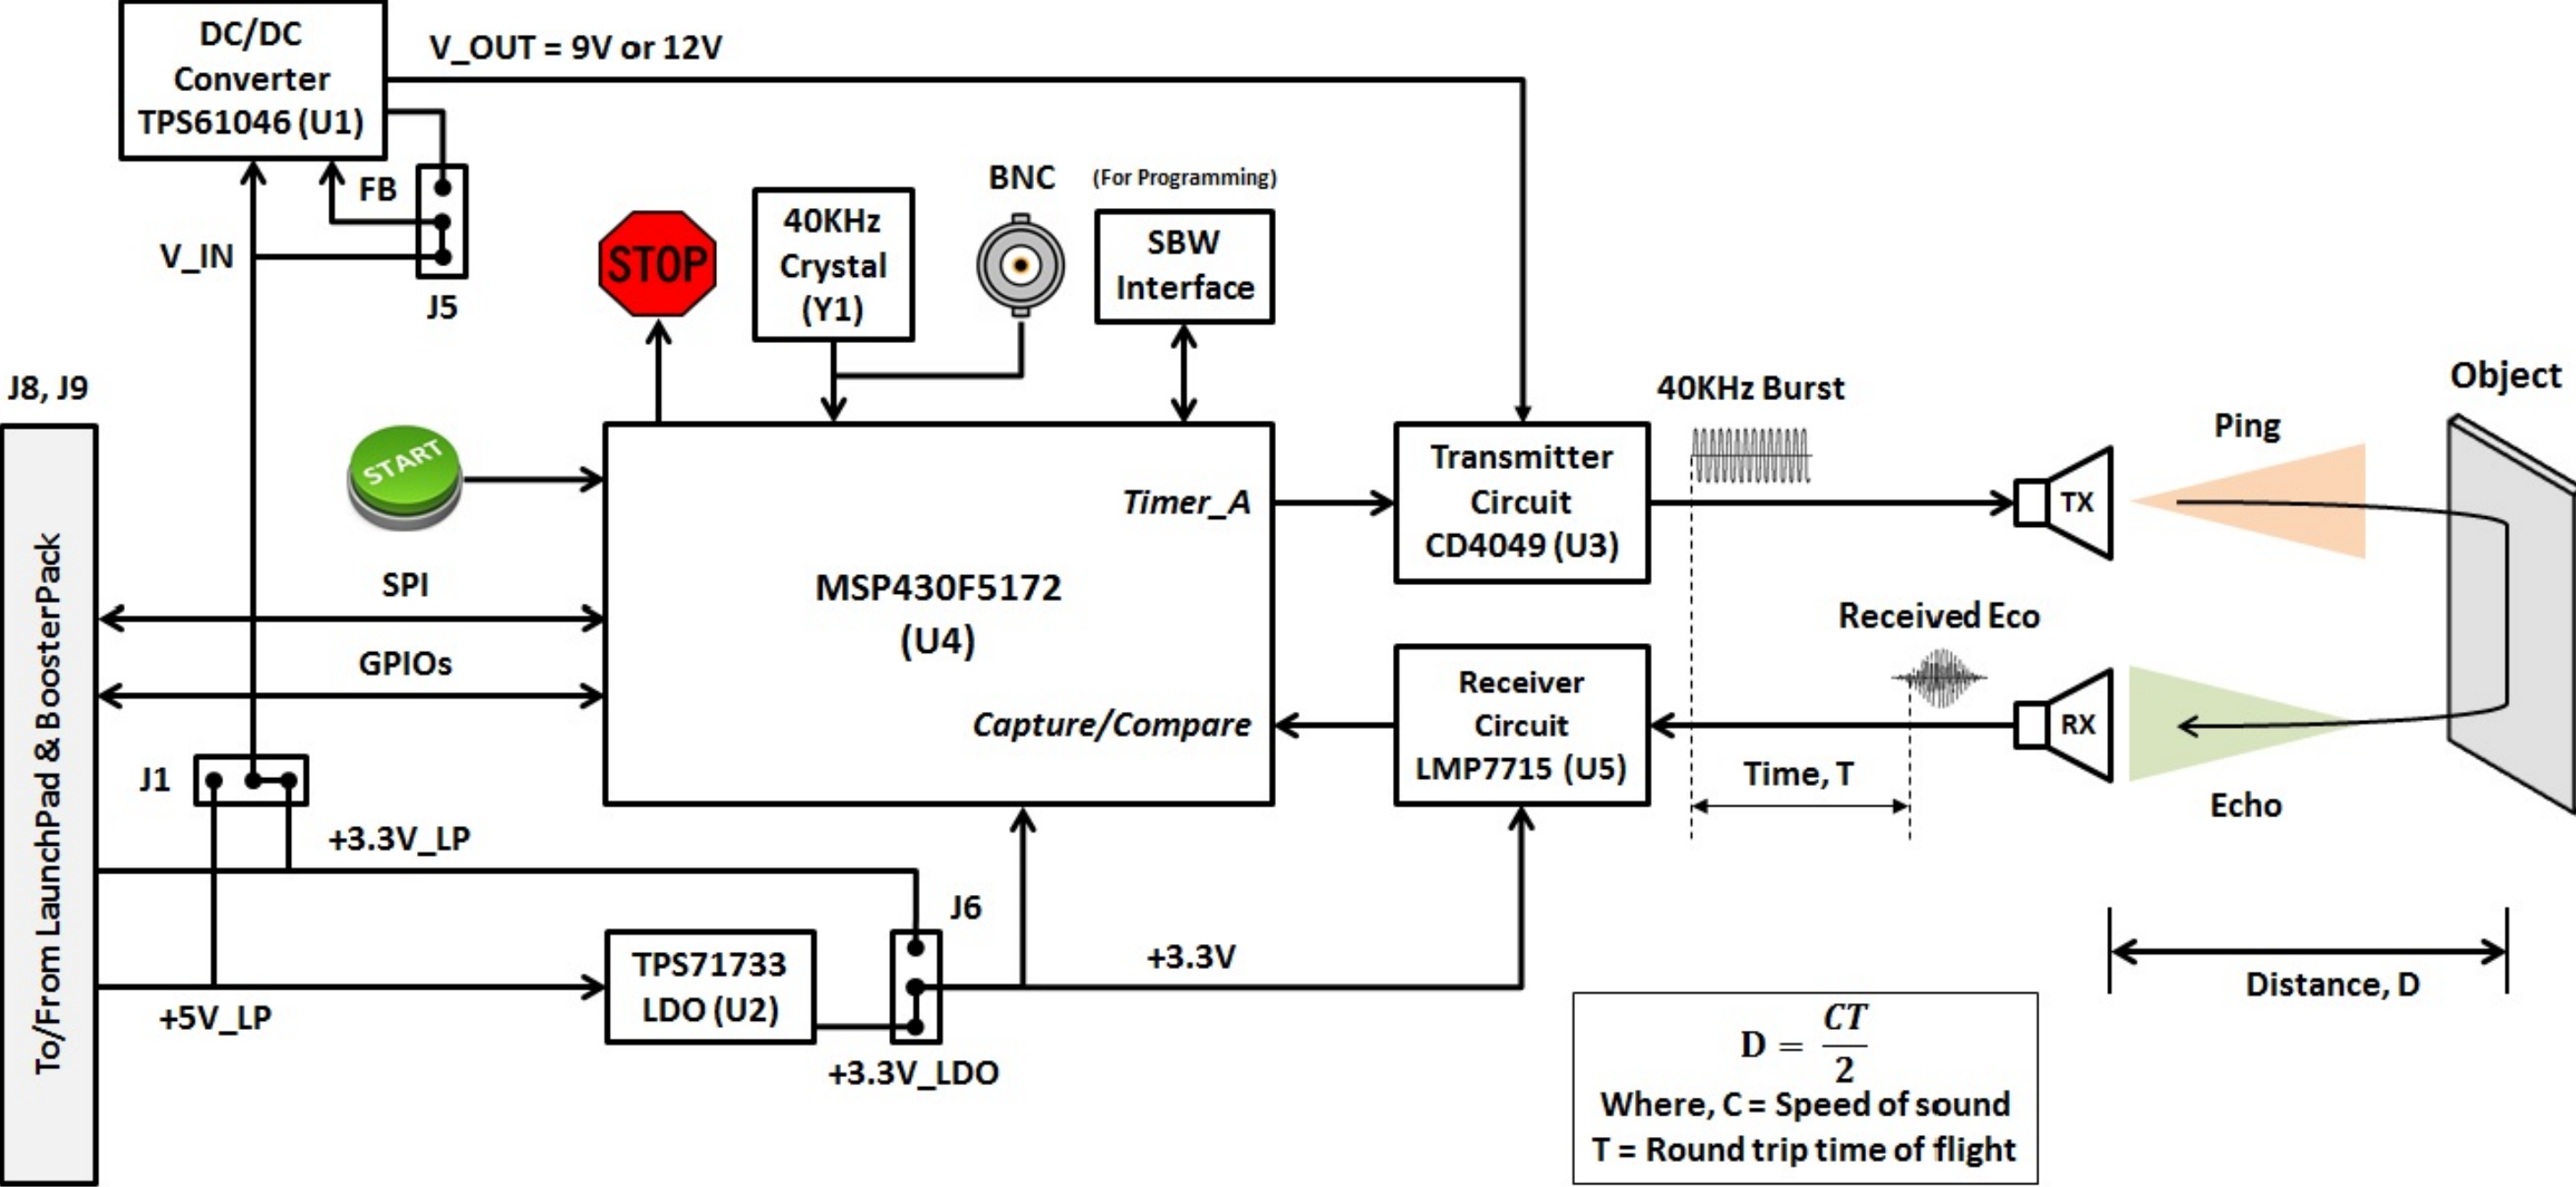 DC/DC
Converter
TPS61046 (U1)
V_OUT = 9V or 12V
FB
V_IN
J5
STOP
40KHz
Crystal
(Y1)
BNC
(For Programming)
SBW
Interface
J8, J9
To/From LaunchPad & BoosterPack
START
SPI
GPIOs
MSP430F5172
(U4)
Timer_A
Capture/Compare
Transmitter
Circuit
CD4049 (U3)
40KHz Burst
TX
Ping
Object
Receiver
Circuit
LMP7715 (U5)
Received Eco
RX
Echo
Time, T
J1
+3.3V_LP
+5V_LP
TPS71733
LDO (U2)
J6
+3.3V
+3.3V_LDO
Distance, D
D = CT/2
Where, C = Speed of sound
T = Round trip time of flight